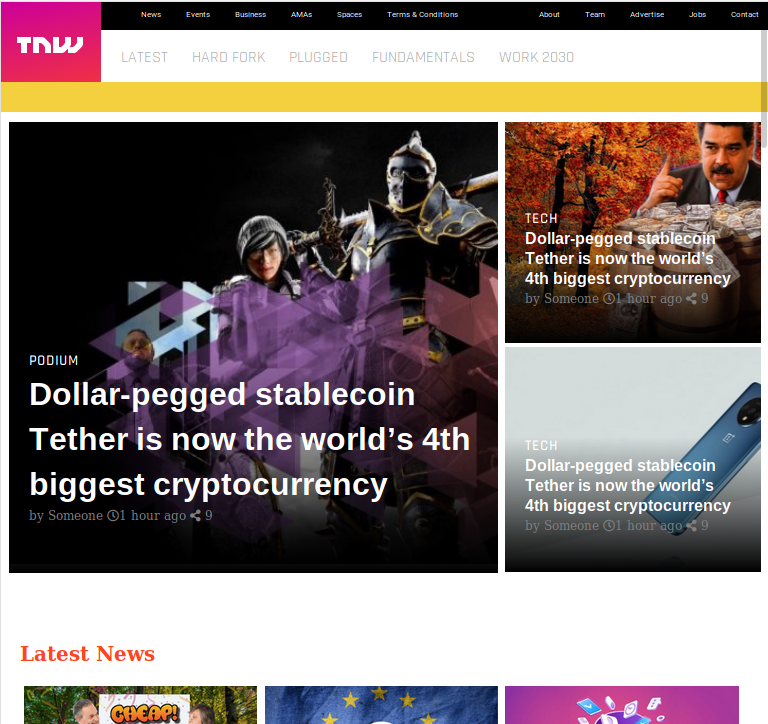 TNW
News Events Business AMAs Spaces Terms & Conditions About Team Advertise Jobs Contact
LATEST HARD FORK PLUGGED FUNDAMENTALS WORK 2030
PODIUM
Dollar-pegged stablecoin
Tether is now the world’s 4th
biggest cryptocurrency
by Someone 1 hour ago 9
TECH
Dollar-pegged stablecoin
Tether is now the world’s
4th biggest cryptocurrency
by Someone 1 hour ago 9
TECH
Dollar-pegged stablecoin
Tether is now the world’s
4th biggest cryptocurrency
by Someone 1 hour ago 9
Latest News
CHEAP!